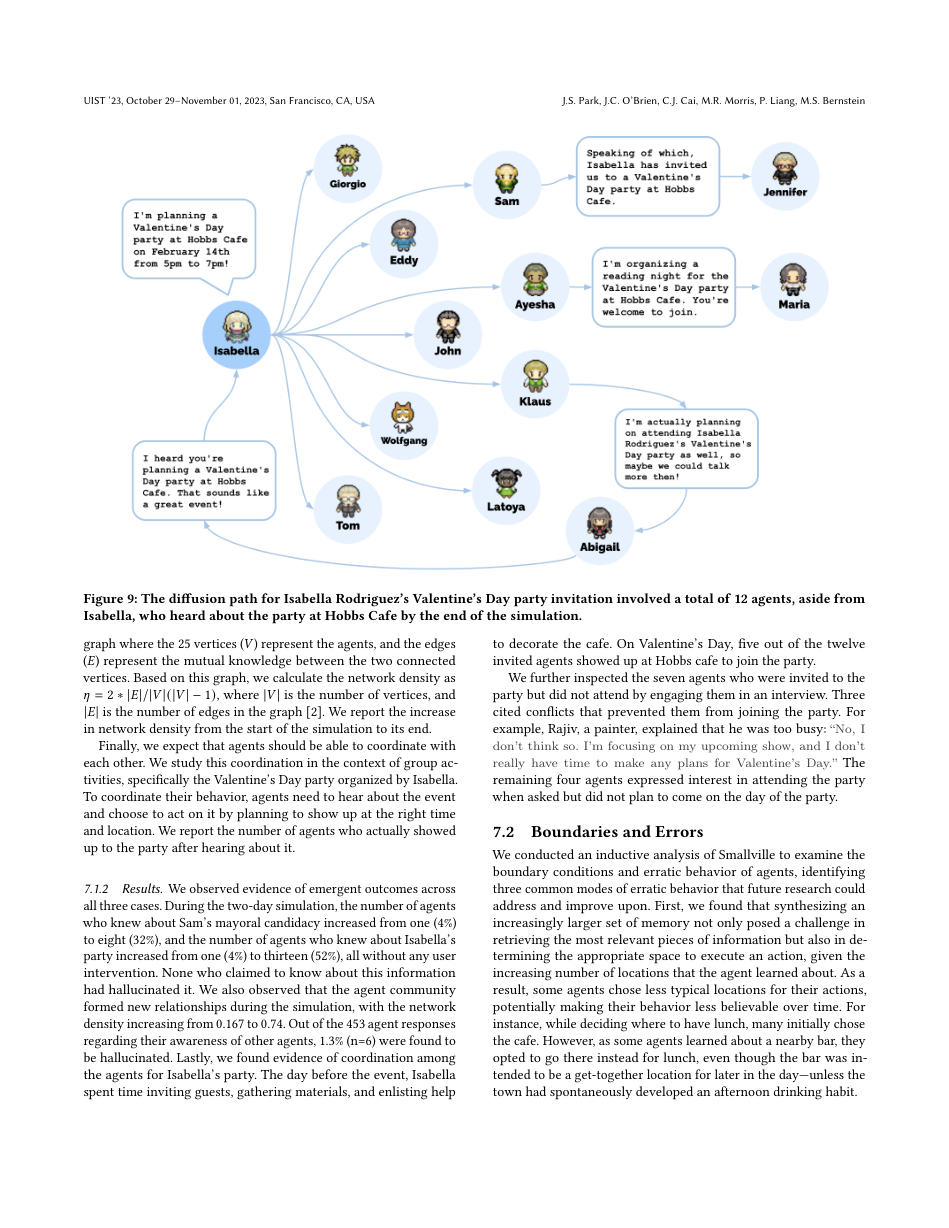 UIST ’23, October 29–November 01, 2023, San Francisco, CA, USA
J.S. Park, J.C. O’Brien, C.J. Cai, M.R. Morris, P. Liang, M.S. Bernstein
Giorgio
Sam
Speaking of which,
Isabella has invited
us to a Valentine's
Day party at Hobbs
Cafe.
Jennifer
I'm planning a
Valentine's Day
party at Hobbs Cafe
on February 14th
from 5pm to 7pm!
Eddy
Ayesha
I'm organizing a
reading night for the
Valentine's Day party
at Hobbs Cafe. You're
welcome to join.
Maria
Isabella
John
Klaus
Wolfgang
I'm actually planning
on attending Isabella
Rodriguez's Valentine's
Day party as well, so
maybe we could talk
more then!
I heard you're
planning a Valentine's
Day party at Hobbs
Cafe. That sounds like
a great event!
Tom
Latoya
Abigail
Figure 9: The diffusion path for Isabella Rodriguez’s Valentine’s Day party invitation involved a total of 12 agents, aside from
Isabella, who heard about the party at Hobbs Cafe by the end of the simulation.
graph where the 25 vertices (V) represent the agents, and the edges
(E) represent the mutual knowledge between the two connected
vertices. Based on this graph, we calculate the network density as
η = 2 ∗ |E|/|V|(|V| − 1), where |V| is the number of vertices, and
|E| is the number of edges in the graph [2]. We report the increase
in network density from the start of the simulation to its end.
Finally, we expect that agents should be able to coordinate with
each other. We study this coordination in the context of group ac-
tivities, specifically the Valentine’s Day party organized by Isabella.
To coordinate their behavior, agents need to hear about the event
and choose to act on it by planning to show up at the right time
and location. We report the number of agents who actually showed
up to the party after hearing about it.
7.1.2 Results. We observed evidence of emergent outcomes across
all three cases. During the two-day simulation, the number of agents
who knew about Sam’s mayoral candidacy increased from one (4%)
to eight (32%), and the number of agents who knew about Isabella’s
party increased from one (4%) to thirteen (52%), all without any user
intervention. None who claimed to know about this information
had hallucinated it. We also observed that the agent community
formed new relationships during the simulation, with the network
density increasing from 0.167 to 0.74. Out of the 453 agent responses
regarding their awareness of other agents, 1.3% (n=6) were found to
be hallucinated. Lastly, we found evidence of coordination among
the agents for Isabella’s party. The day before the event, Isabella
spent time inviting guests, gathering materials, and enlisting help
to decorate the cafe. On Valentine’s Day, five out of the twelve
invited agents showed up at Hobbs cafe to join the party.
We further inspected the seven agents who were invited to the
party but did not attend by engaging them in an interview. Three
cited conflicts that prevented them from joining the party. For
example, Rajiv, a painter, explained that he was too busy: “No, I
don’t think so. I’m focusing on my upcoming show, and I don’t
really have time to make any plans for Valentine’s Day.” The
remaining four agents expressed interest in attending the party
when asked but did not plan to come on the day of the party.
7.2 Boundaries and Errors
We conducted an inductive analysis of Smallville to examine the
boundary conditions and erratic behavior of agents, identifying
three common modes of erratic behavior that future research could
address and improve upon. First, we found that synthesizing an
increasingly larger set of memory not only posed a challenge in
retrieving the most relevant pieces of information but also in de-
termining the appropriate space to execute an action, given the
increasing number of locations that the agent learned about. As a
result, some agents chose less typical locations for their actions,
potentially making their behavior less believable over time. For
instance, while deciding where to have lunch, many initially chose
the cafe. However, as some agents learned about a nearby bar, they
opted to go there instead for lunch, even though the bar was in-
tended to be a get-together location for later in the day—unless the
town had spontaneously developed an afternoon drinking habit.